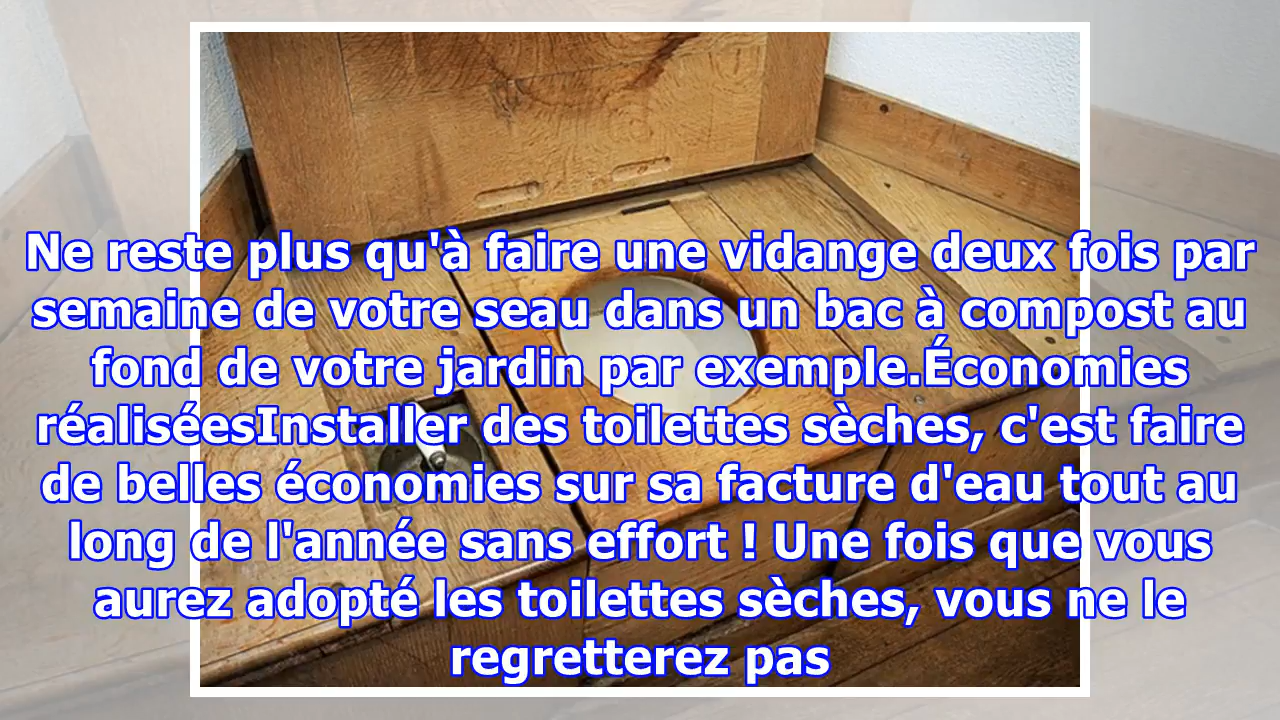 Ne reste plus qu'à faire une vidange deux fois par
semaine de votre seau dans un bac à compost au
fond de votre jardin par exemple.Économies
réaliséesInstaller des toilettes sèches, c'est faire
de belles économies sur sa facture d'eau tout au
long de l'année sans effort ! Une fois que vous
aurez adopté les toilettes sèches, vous ne le
regretterez pas